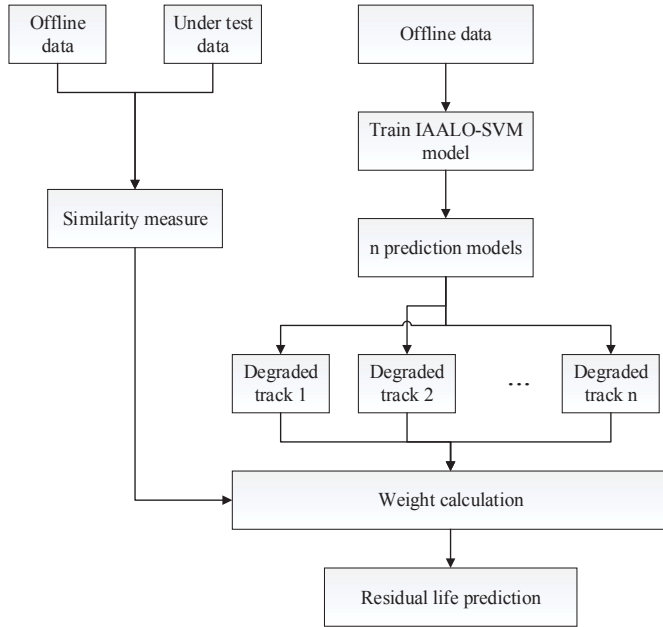 Offline
data
Under test
data
Offline data
Train IAALO-SVM
model
Similarity measure
n prediction models
Degraded
track 1
Degraded
track 2
...
Degraded
track n
Weight calculation
Residual life prediction